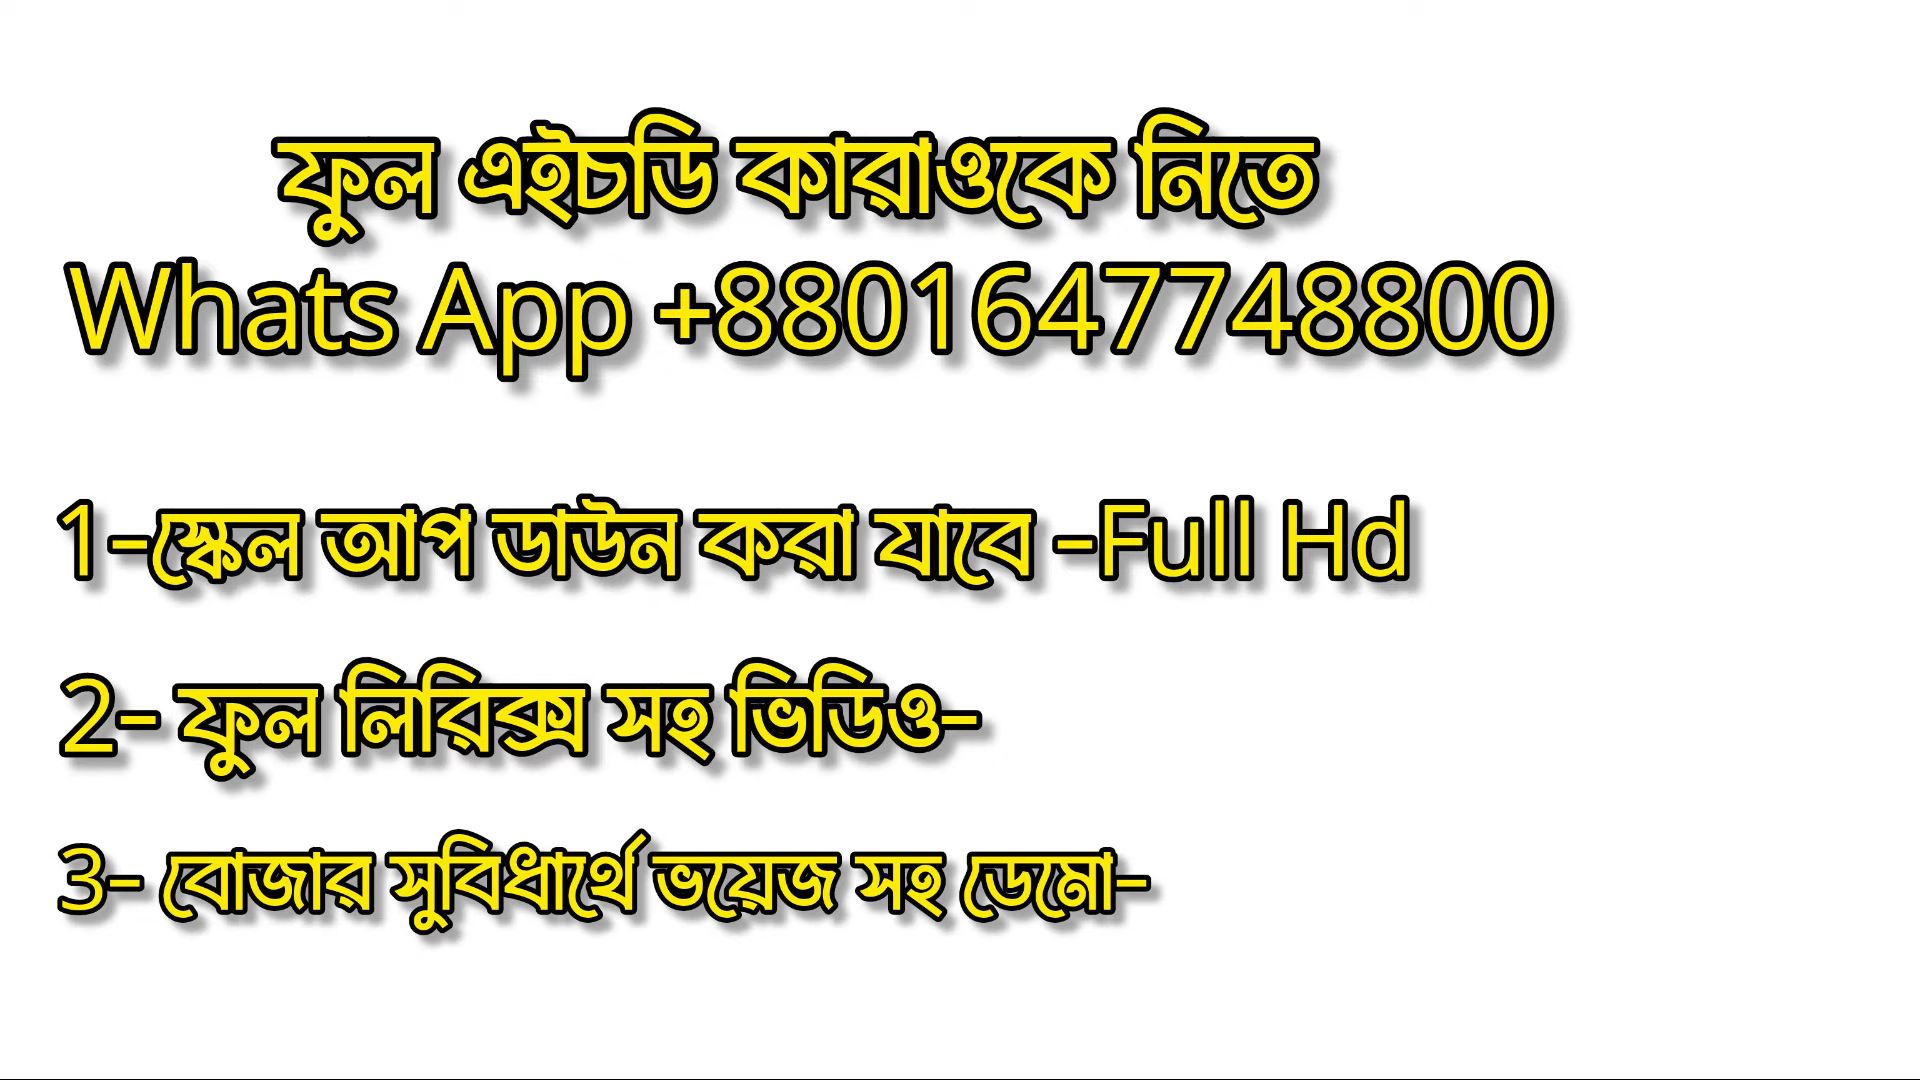 ফুল এইচডি কারাওকে নিতে
Whats App +8801647748800
1-স্কেল আপ ডাউন করা যাবে -Full Hd
2- ফুল লিরিক্স সহ ভিডিও-
3- বোজার সুবিধার্থে ভয়েজ সহ ডেমো-